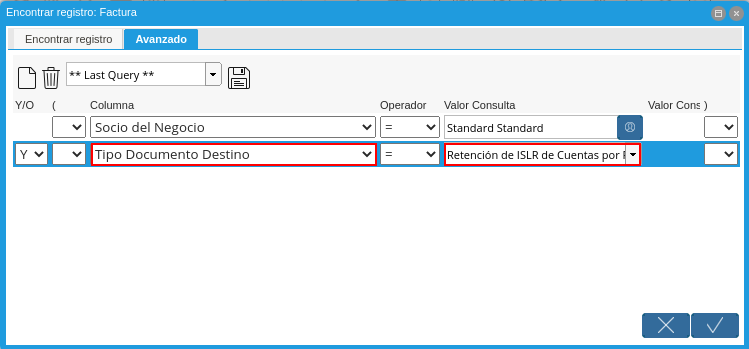 Encontrar registro: Factura
Encontrar registro Avanzado
** Last Query **
Y/O ( Columna Operador Valor Consulta Valor Cons )
Socio del Negocio = Standard Standard
Y Tipo Documento Destino = Retención de ISLR de Cuentas por